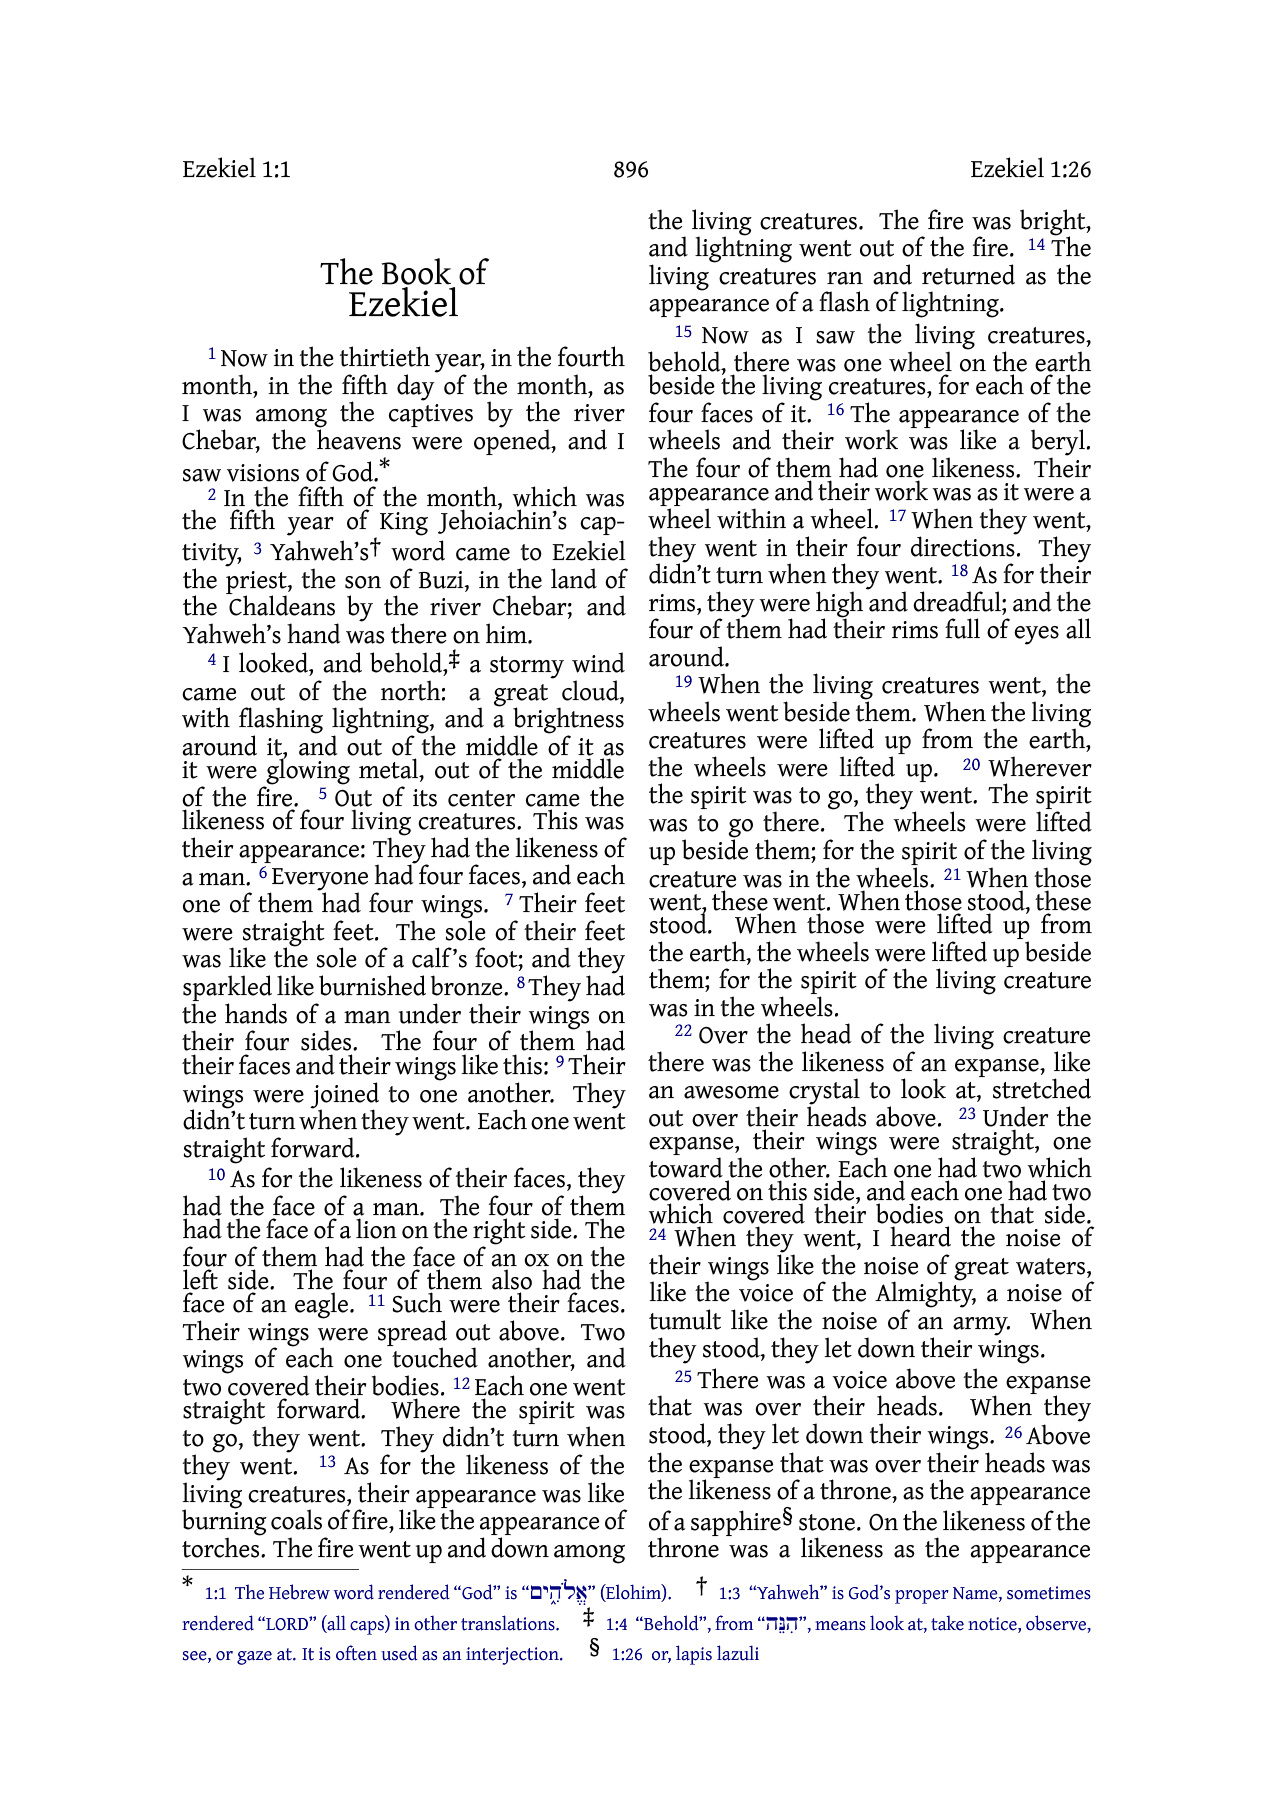 Ezekiel 1:1 896 Ezekiel 1:26
The Book of
Ezekiel
1 Now in the thirtieth year, in the fourth
month, in the fifth day of the month, as
I was among the captives by the river
Chebar, the heavens were opened, and I
saw visions of God.*
2 In the fifth of the month, which was
the fifth year of King Jehoiachin’s cap-
tivity, 3 Yahweh’s† word came to Ezekiel
the priest, the son of Buzi, in the land of
the Chaldeans by the river Chebar; and
Yahweh’s hand was there on him.
4 I looked, and behold,‡ a stormy wind
came out of the north: a great cloud,
with flashing lightning, and a brightness
around it, and out of the middle of it as
it were glowing metal, out of the middle
of the fire. 5 Out of its center came the
likeness of four living creatures. This was
their appearance: They had the likeness of
a man. 6 Everyone had four faces, and each
one of them had four wings. 7 Their feet
were straight feet. The sole of their feet
was like the sole of a calf’s foot; and they
sparkled like burnished bronze. 8 They had
the hands of a man under their wings on
their four sides. The four of them had
their faces and their wings like this: 9 Their
wings were joined to one another. They
didn’t turn when they went. Each one went
straight forward.
10 As for the likeness of their faces, they
had the face of a man. The four of them
had the face of a lion on the right side. The
four of them had the face of an ox on the
left side. The four of them also had the
face of an eagle. 11 Such were their faces.
Their wings were spread out above. Two
wings of each one touched another, and
two covered their bodies. 12 Each one went
straight forward. Where the spirit was
to go, they went. They didn’t turn when
they went. 13 As for the likeness of the
living creatures, their appearance was like
burning coals of fire, like the appearance of
torches. The fire went up and down among
the living creatures. The fire was bright,
and lightning went out of the fire. 14 The
living creatures ran and returned as the
appearance of a flash of lightning.
15 Now as I saw the living creatures,
behold, there was one wheel on the earth
beside the living creatures, for each of the
four faces of it. 16 The appearance of the
wheels and their work was like a beryl.
The four of them had one likeness. Their
appearance and their work was as it were a
wheel within a wheel. 17 When they went,
they went in their four directions. They
didn’t turn when they went. 18 As for their
rims, they were high and dreadful; and the
four of them had their rims full of eyes all
around.
19 When the living creatures went, the
wheels went beside them. When the living
creatures were lifted up from the earth,
the wheels were lifted up. 20 Wherever
the spirit was to go, they went. The spirit
was to go there. The wheels were lifted
up beside them; for the spirit of the living
creature was in the wheels. 21 When those
went, these went. When those stood, these
stood. When those were lifted up from
the earth, the wheels were lifted up beside
them; for the spirit of the living creature
was in the wheels.
22 Over the head of the living creature
there was the likeness of an expanse, like
an awesome crystal to look at, stretched
out over their heads above. 23 Under the
expanse, their wings were straight, one
toward the other. Each one had two which
covered on this side, and each one had two
which covered their bodies on that side.
24 When they went, I heard the noise of
their wings like the noise of great waters,
like the voice of the Almighty, a noise of
tumult like the noise of an army. When
they stood, they let down their wings.
25 There was a voice above the expanse
that was over their heads. When they
stood, they let down their wings. 26 Above
the expanse that was over their heads was
the likeness of a throne, as the appearance
of a sapphire§ stone. On the likeness of the
throne was a likeness as the appearance
* 1:1 The Hebrew word rendered “God” is “אֱלֹהִ֑ים” (Elohim). † 1:3 “Yahweh” is God’s proper Name, sometimes
rendered “LORD” (all caps) in other translations. ‡ 1:4 “Behold”, from “הִנֵּה”, means look at, take notice, observe,
see, or gaze at. It is often used as an interjection. § 1:26 or, lapis lazuli